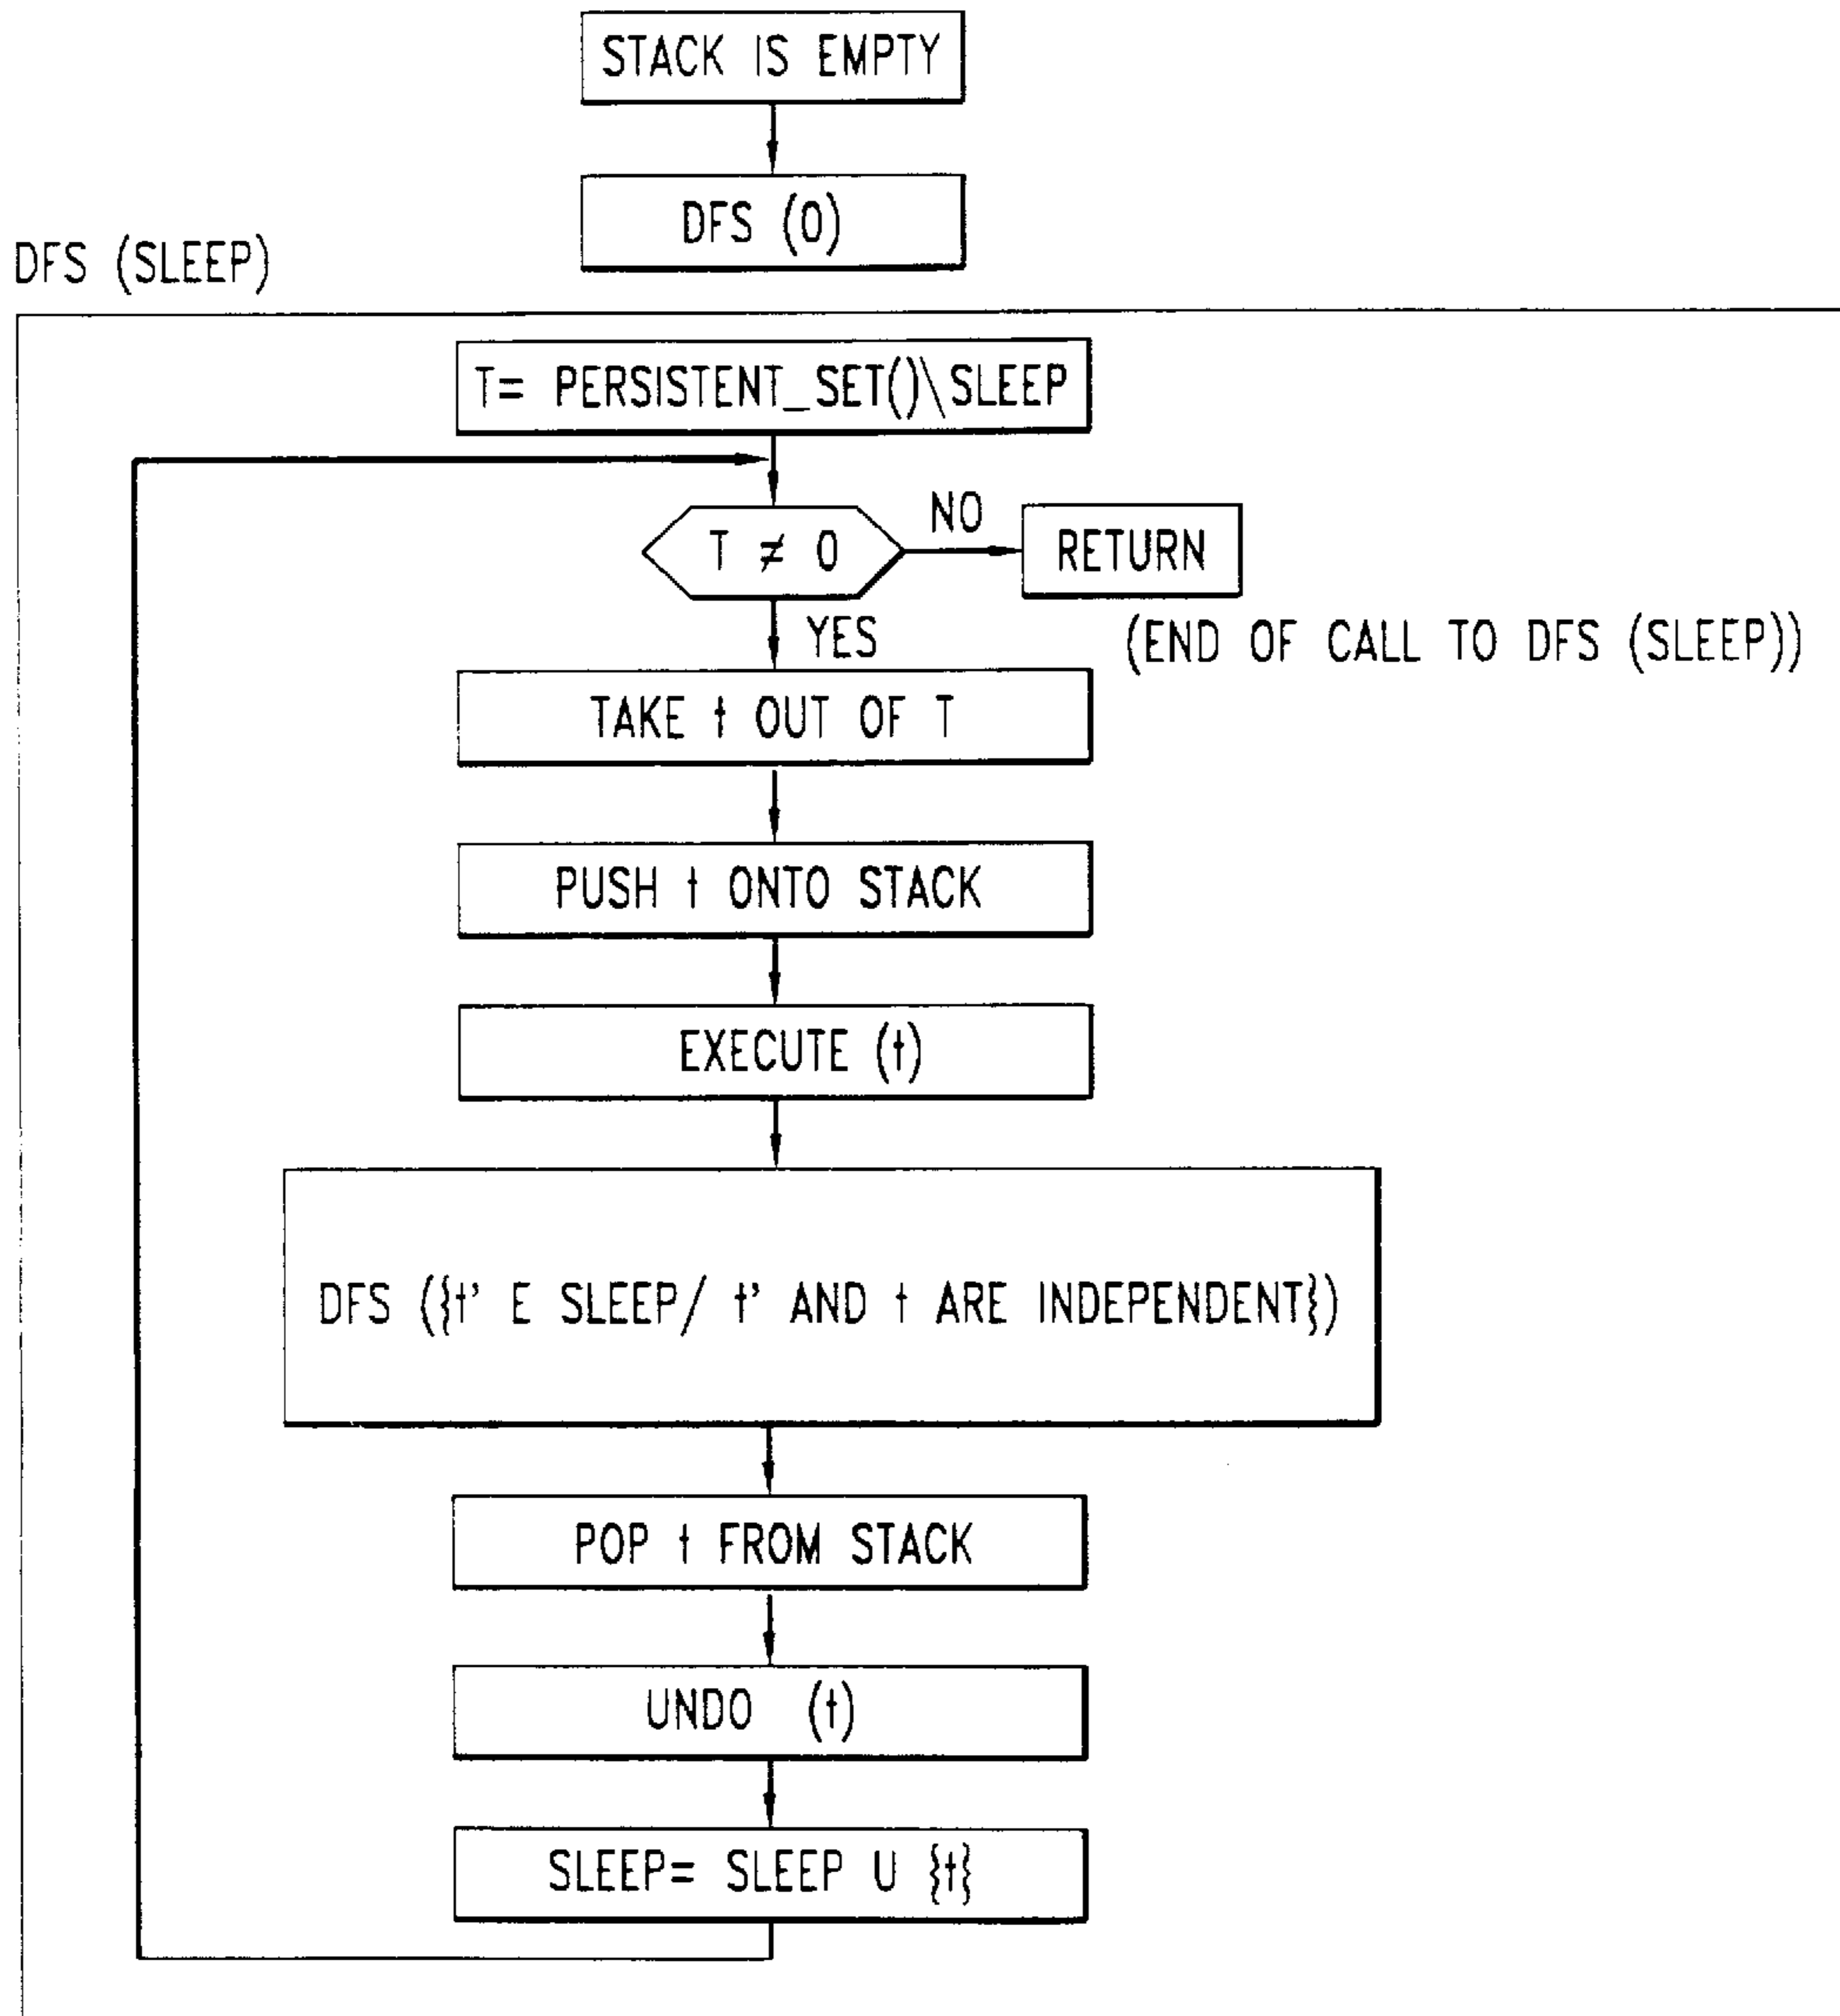 STACK IS EMPTY
DFS (0)
DFS (SLEEP)
T= PERSISTENT_SET()\SLEEP
T ≠ 0
NO
RETURN
YES
(END OF CALL TO DFS (SLEEP))
TAKE t OUT OF T
PUSH t ONTO STACK
EXECUTE (t)
DFS ({t' E SLEEP/ t' AND t ARE INDEPENDENT})
POP t FROM STACK
UNDO (t)
SLEEP= SLEEP U {t}